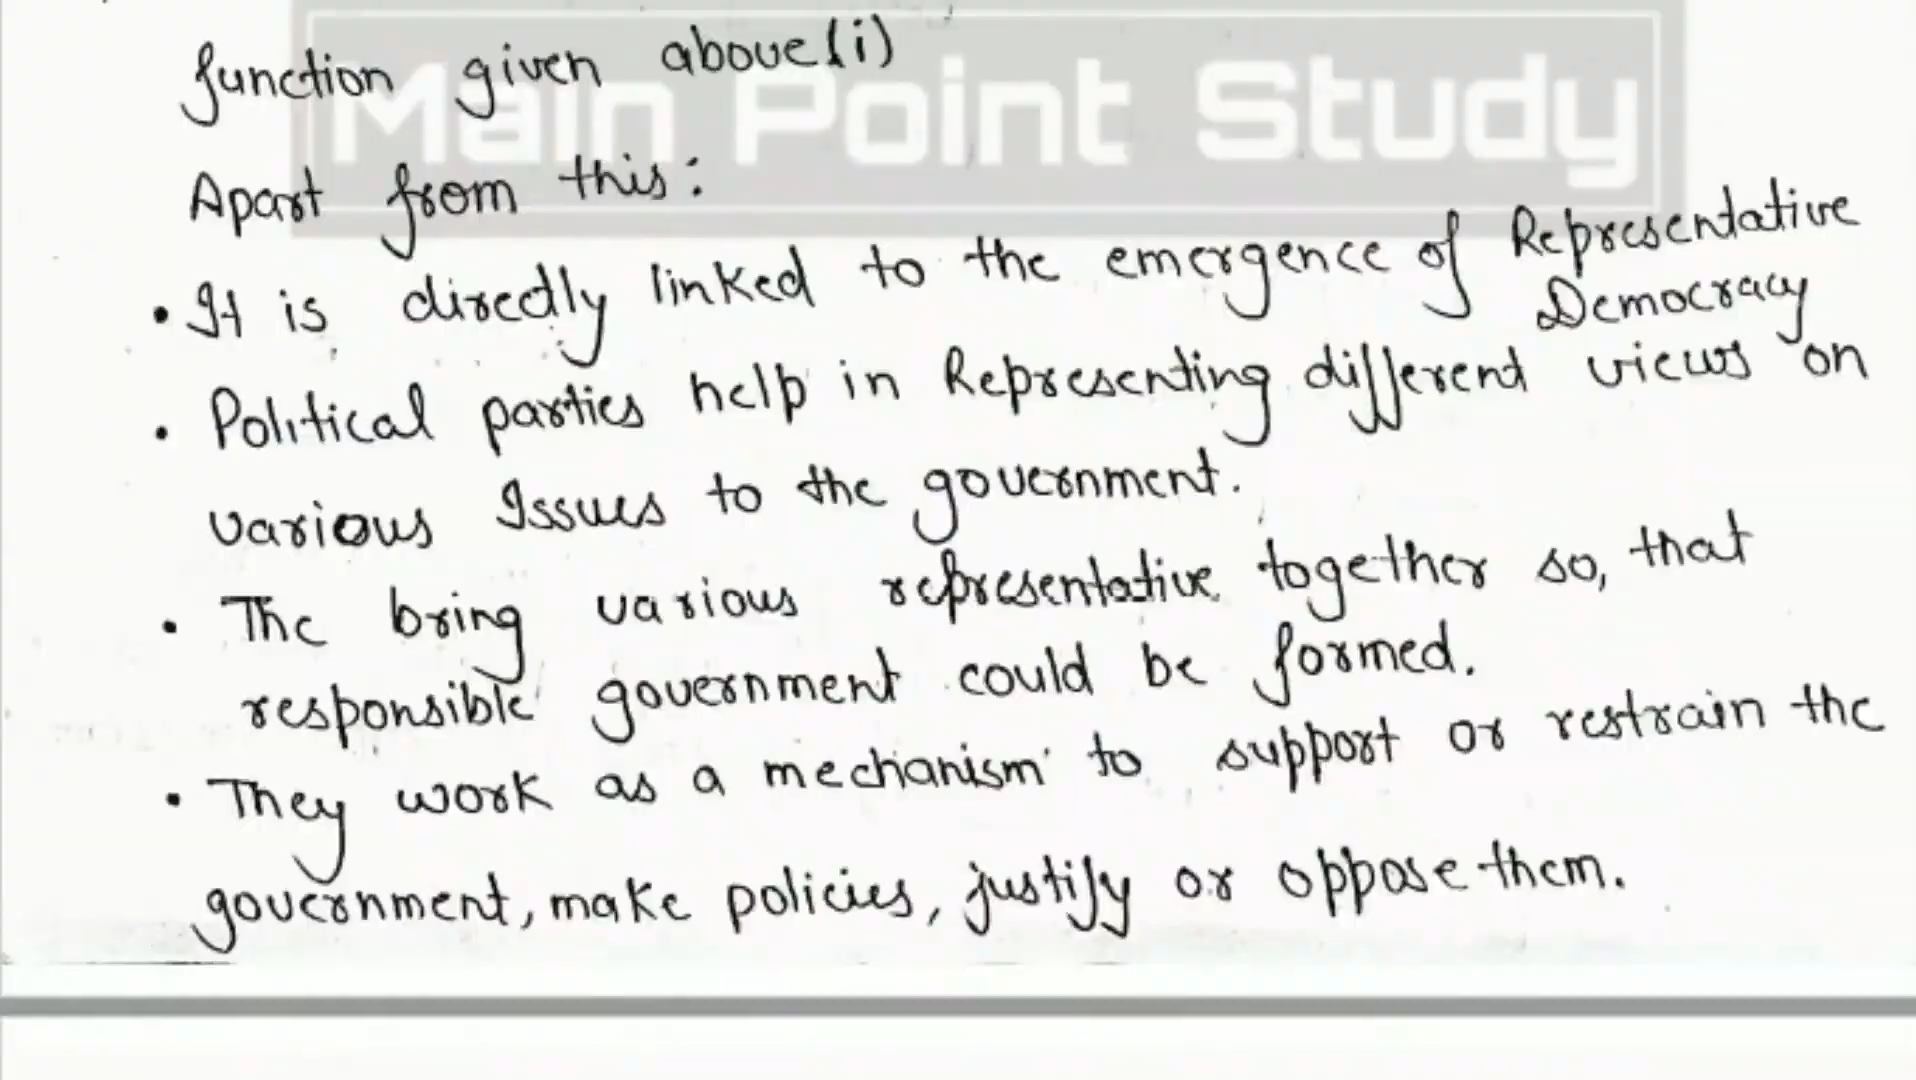 function given above(i)
Main Point Study
Apart from this:
• It is directly linked to the emergence of Representative
Democracy
• Political parties help in Representing different views on
various Issues to the government.
• The bring various representative together so, that
responsible government could be formed.
• They work as a mechanism to support or restrain the
government, make policies, justify or oppose them.